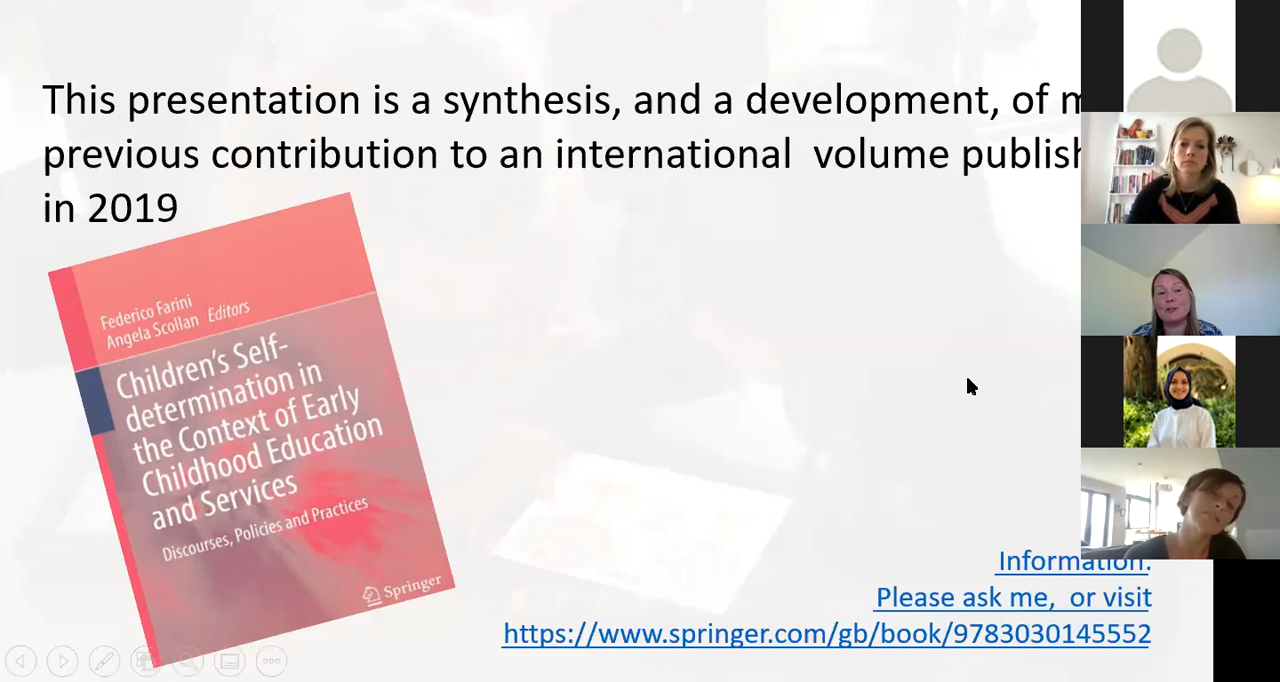 This presentation is a synthesis, and a development, of
previous contribution to an international  volume publish
in 2019
Federico Farini
Angela Scollan Editors
Children's Self-
determination in
the Context of Early
Childhood Education
and Services
Discourses, Policies and Practices
Springer
Information:
Please ask me,  or visit
https://www.springer.com/gb/book/9783030145552